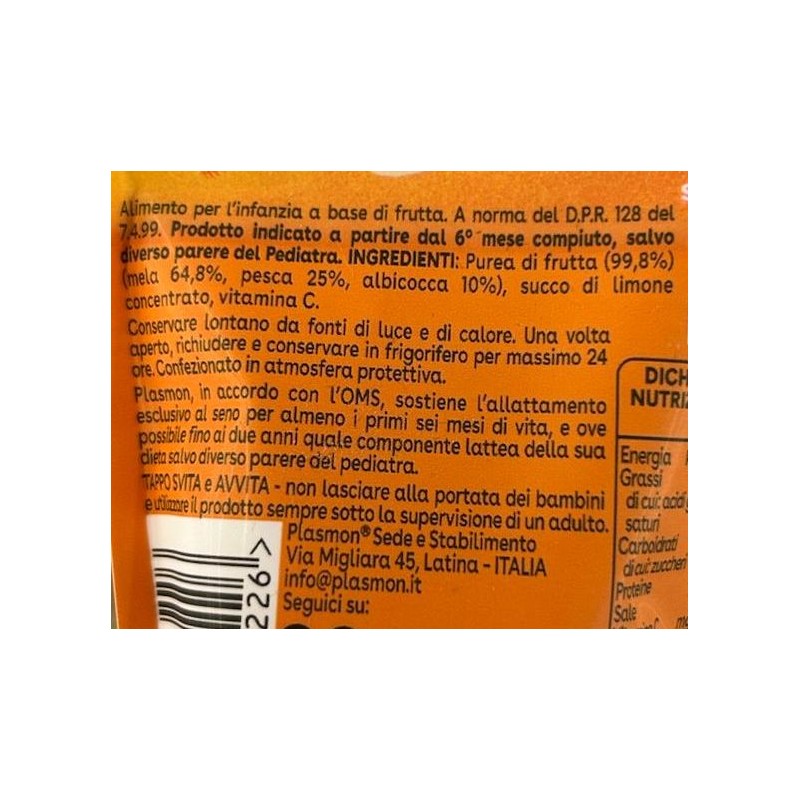 Alimento per l'infanzia a base di frutta. A norma del D.P.R. 128 del
7.4.99. Prodotto indicato a partire dal 6° mese compiuto, salvo
diverso parere del Pediatra. INGREDIENTI: Purea di frutta (99,8%)
(mela 64,8%, pesca 25%, albicocca 10%), succo di limone
concentrato, vitamina C.
Conservare lontano da fonti di luce e di calore. Una volta
aperto, richiudere e conservare in frigorifero per massimo 24
ore. Confezionato in atmosfera protettiva.
Plasmon, in accordo con l'OMS, sostiene l'allattamento
esclusivo al seno per almeno i primi sei mesi di vita, e ove
possibile fino ai due anni quale componente lattea della sua
dieta salvo diverso parere del pediatra.
TAPPO SVITA e AVVITA - non lasciare alla portata dei bambini
e utilizzare il prodotto sempre sotto la supervisione di un adulto.
Plasmon® Sede e Stabilimento
Via Migliara 45, Latina - ITALIA
info@plasmon.it
Seguici su:
226 >
DICH
NUTRIZ
Energia
Grassi
di cui: acidi g
saturi
Carboidrati
di cui: zuccheri
Proteine
Sale